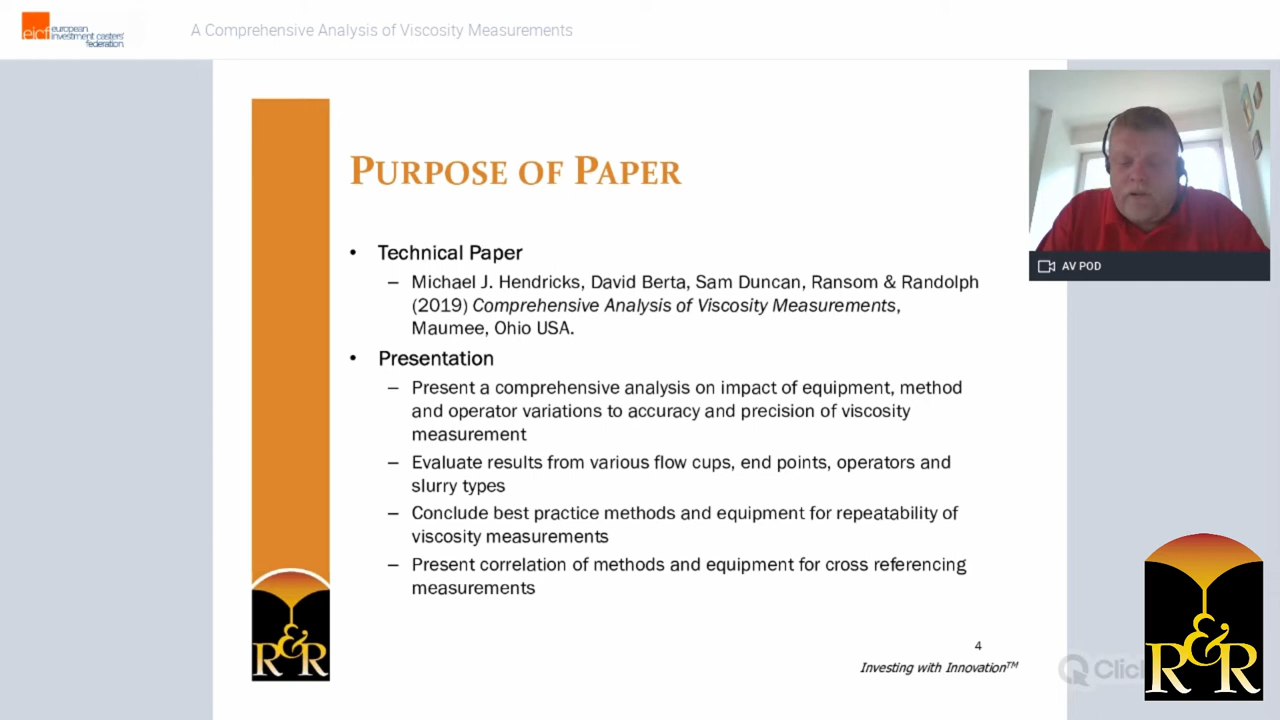 eicf european
investment casters'
federation.
A Comprehensive Analysis of Viscosity Measurements
PURPOSE OF PAPER
AV POD
• Technical Paper
– Michael J. Hendricks, David Berta, Sam Duncan, Ransom & Randolph
(2019) Comprehensive Analysis of Viscosity Measurements,
Maumee, Ohio USA.
• Presentation
– Present a comprehensive analysis on impact of equipment, method
and operator variations to accuracy and precision of viscosity
measurement
– Evaluate results from various flow cups, end points, operators and
slurry types
– Conclude best practice methods and equipment for repeatability of
viscosity measurements
– Present correlation of methods and equipment for cross referencing
measurements
R&R
4
Investing with Innovation™
R&R